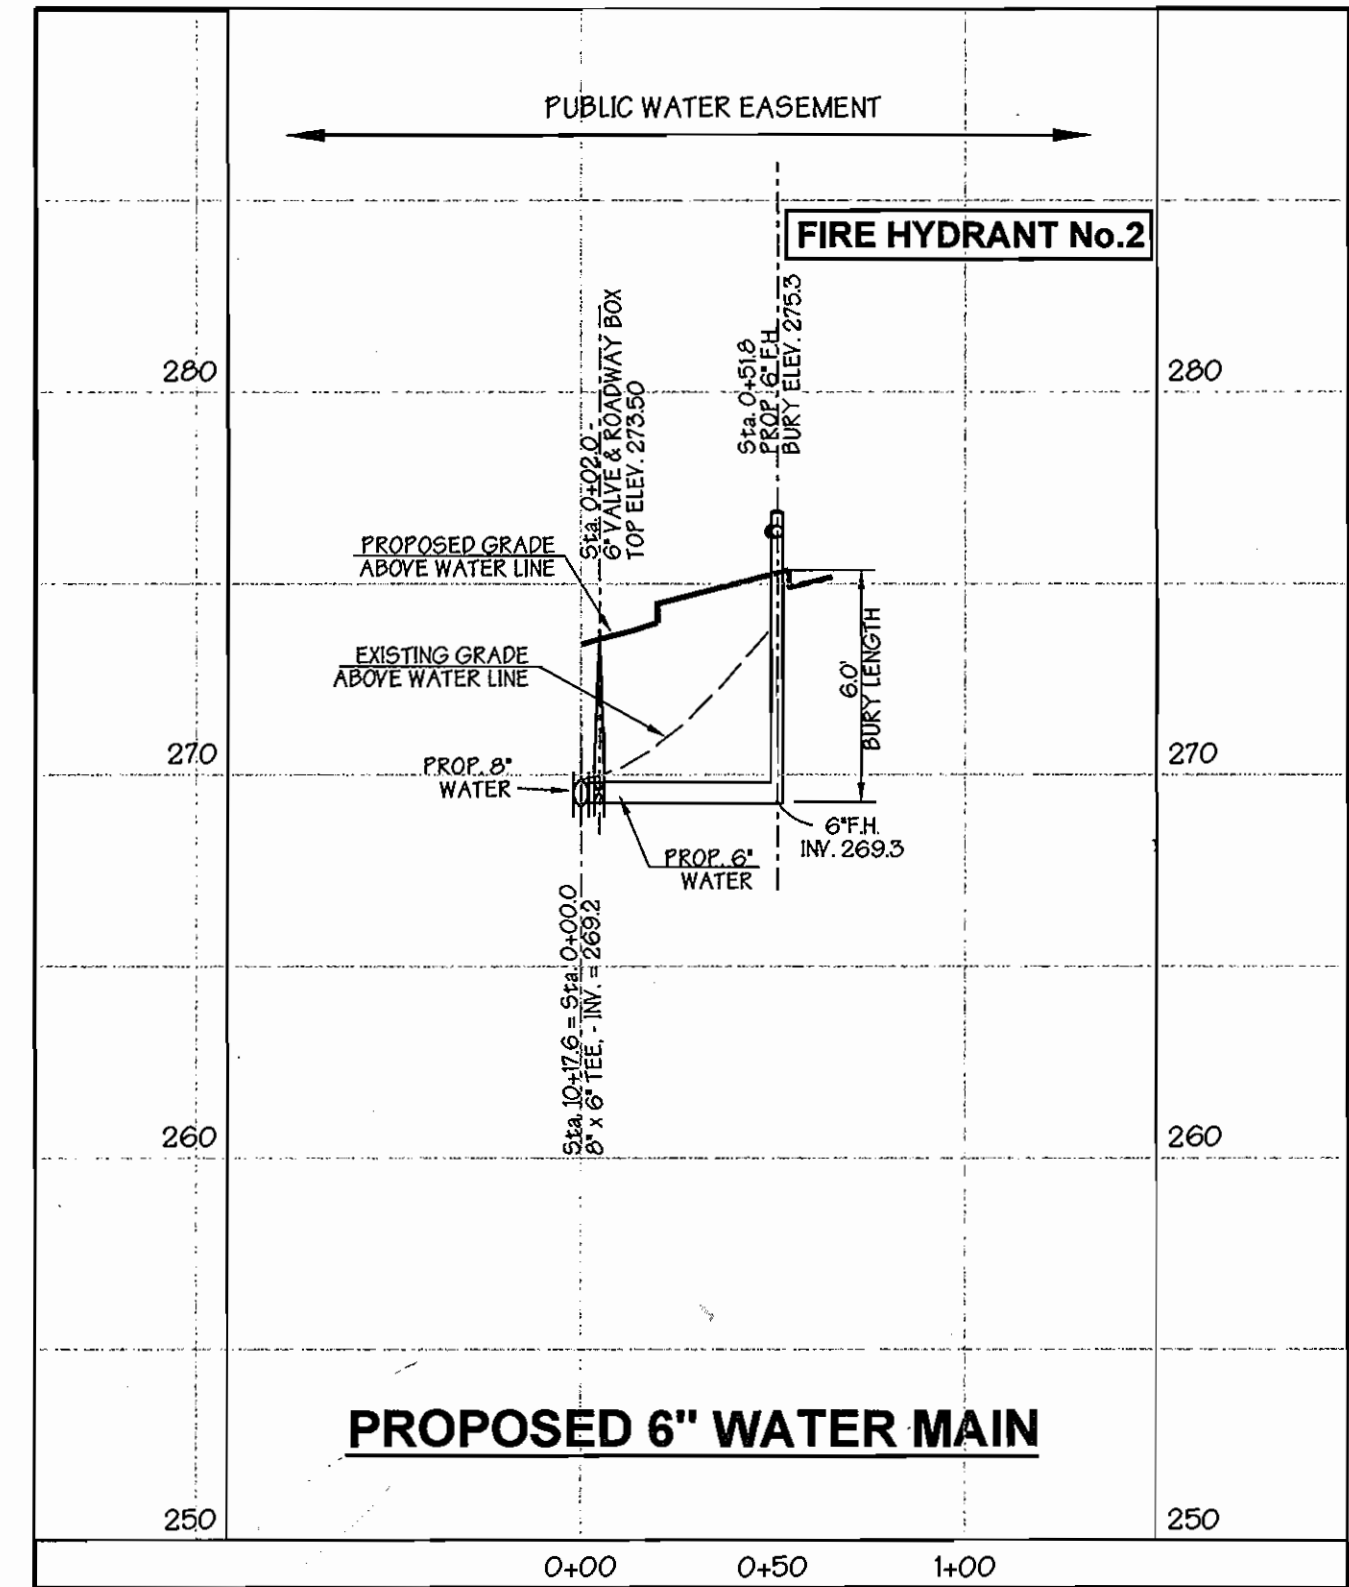 PUBLIC WATER EASEMENT
FIRE HYDRANT No.2
Sta. 0+02.0 -
6" VALVE & ROADWAY BOX
TOP ELEV. 273.50
Sta. 0+51.8
PROP. 6" F.H.
BURY ELEV. 275.3
280
280
PROPOSED GRADE
ABOVE WATER LINE
EXISTING GRADE
ABOVE WATER LINE
6.0'
BURY LENGTH
270
270
PROP. 8"
WATER
PROP. 6"
WATER
6" F.H.
INV. 269.3
Sta. 10+17.6 = Sta. 0+00.0
8" x 6" TEE, - INV. = 269.2
260
260
PROPOSED 6" WATER MAIN
250
250
0+00
0+50
1+00